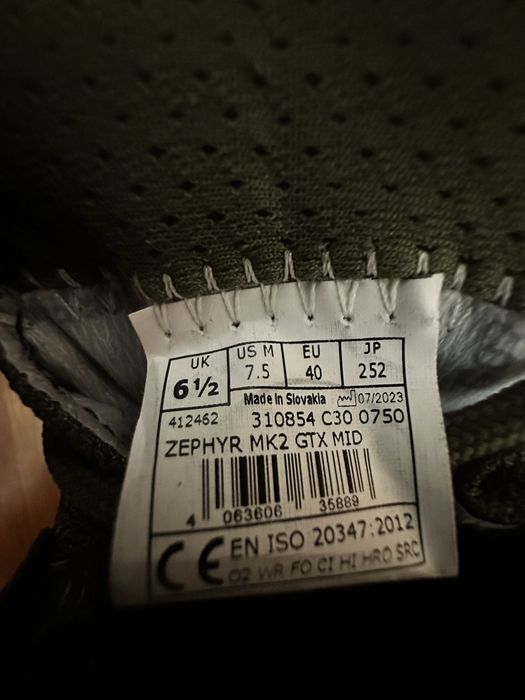 UK US M EU JP
6½ 7.5 40 252
Made in Slovakia 07/2023
412462 310854 C30 0750
ZEPHYR MK2 GTX MID
4 063606 35889
CE EN ISO 20347:2012
O2 WR FO CI HI HRO SRC